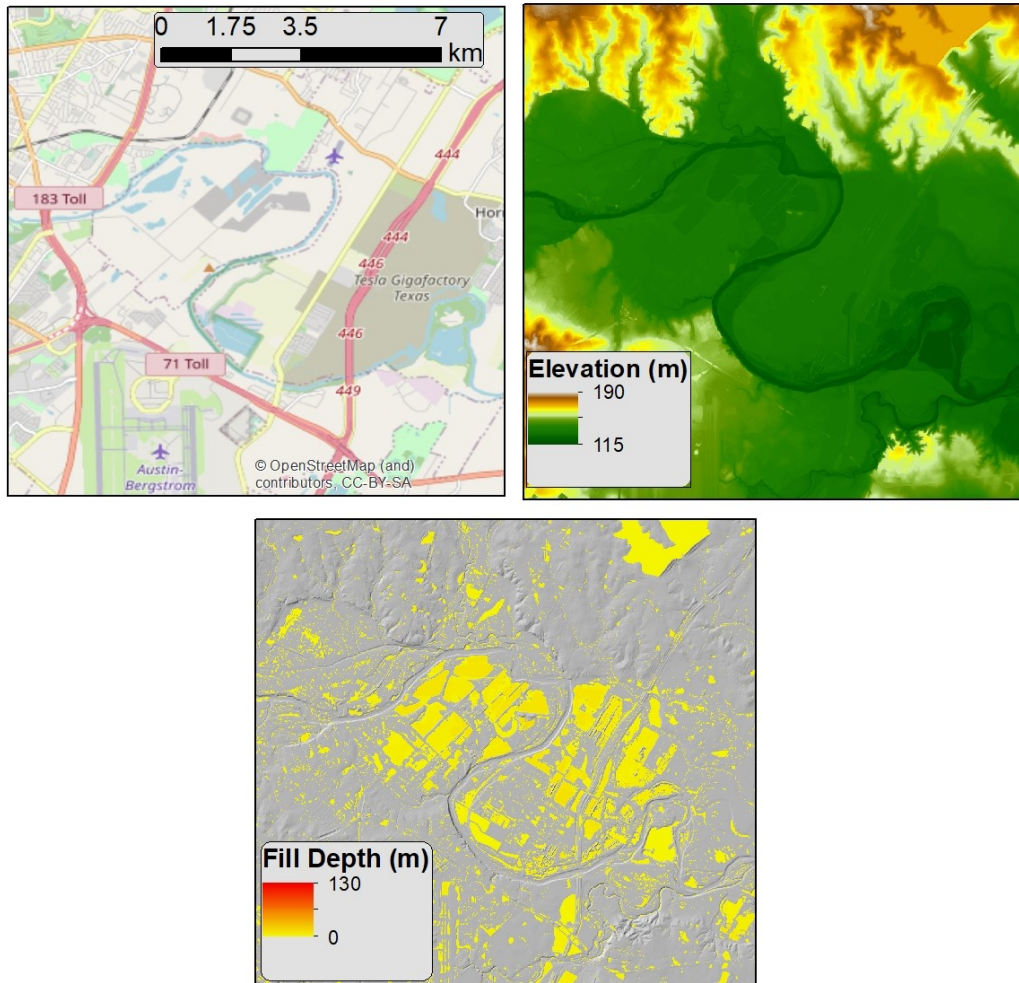 0 1.75 3.5 7
km
444
183 Toll
Hor
444
446
Tesla Gigafactory
Texas
446
71 Toll
449
Austin-
Bergstrom
© OpenStreetMap (and)
contributors, CC-BY-SA
Elevation (m)
190
115
Fill Depth (m)
130
0